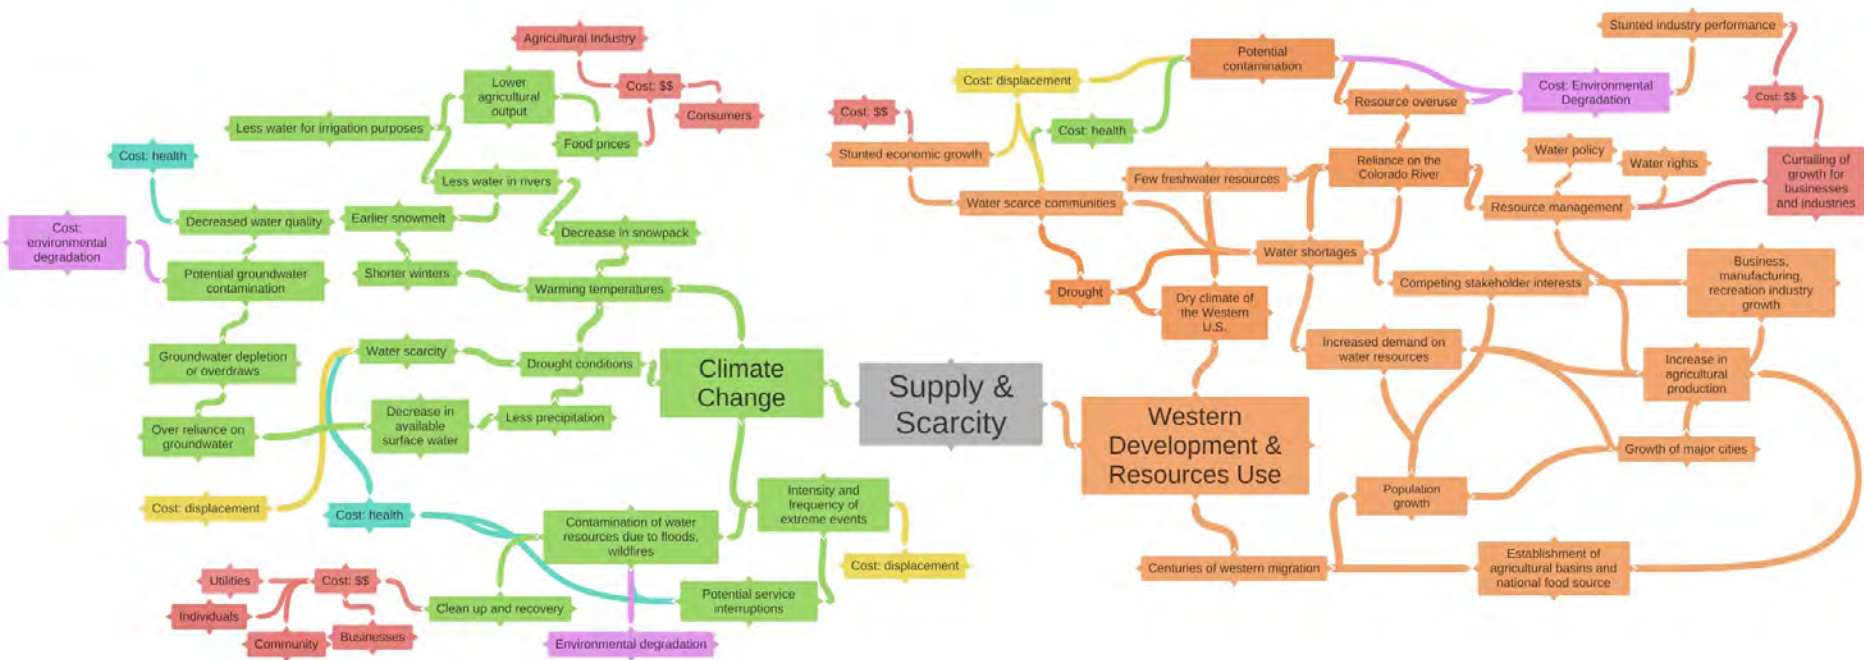 Agricultural Industry
Lower
agricultural
output
Cost: $$
Consumers
Less water for irrigation purposes
Food prices
Cost: health
Less water in rivers
Decreased water quality
Earlier snowmelt
Decrease in snowpack
Cost:
environmental
degradation
Potential groundwater
contamination
Shorter winters
Warming temperatures
Groundwater depletion
or overdraws
Water scarcity
Drought conditions
Climate
Change
Over reliance on
groundwater
Decrease in
available
surface water
Less precipitation
Cost: displacement
Cost: health
Contamination of water
resources due to floods,
wildfires
Intensity and
frequency of
extreme events
Cost: displacement
Utilities
Cost: $$
Individuals
Community
Businesses
Clean up and recovery
Potential service
interruptions
Environmental degradation
Supply &
Scarcity
Western
Development &
Resources Use
Stunted industry performance
Potential
contamination
Cost: displacement
Cost: Environmental
Degradation
Cost: $$
Resource overuse
Cost: $$
Cost: health
Stunted economic growth
Few freshwater resources
Reliance on the
Colorado River
Water policy
Water rights
Curtailing of
growth for
businesses
and industries
Water scarce communities
Resource management
Water shortages
Drought
Dry climate of
the Western
U.S.
Competing stakeholder interests
Business,
manufacturing,
recreation industry
growth
Increased demand on
water resources
Increase in
agricultural
production
Growth of major cities
Population
growth
Centuries of western migration
Establishment of
agricultural basins and
national food source